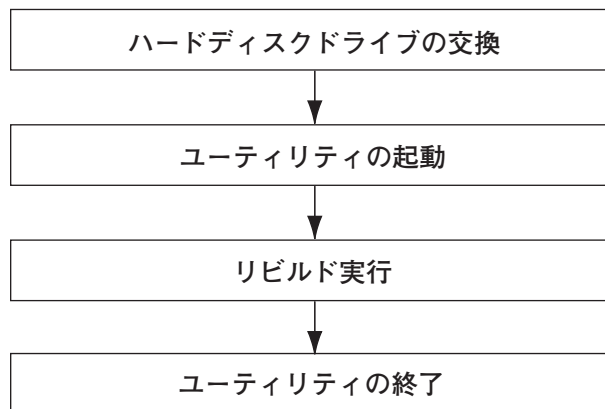 ハードディスクドライブの交換
ユーティリティの起動
リビルド実行
ユーティリティの終了